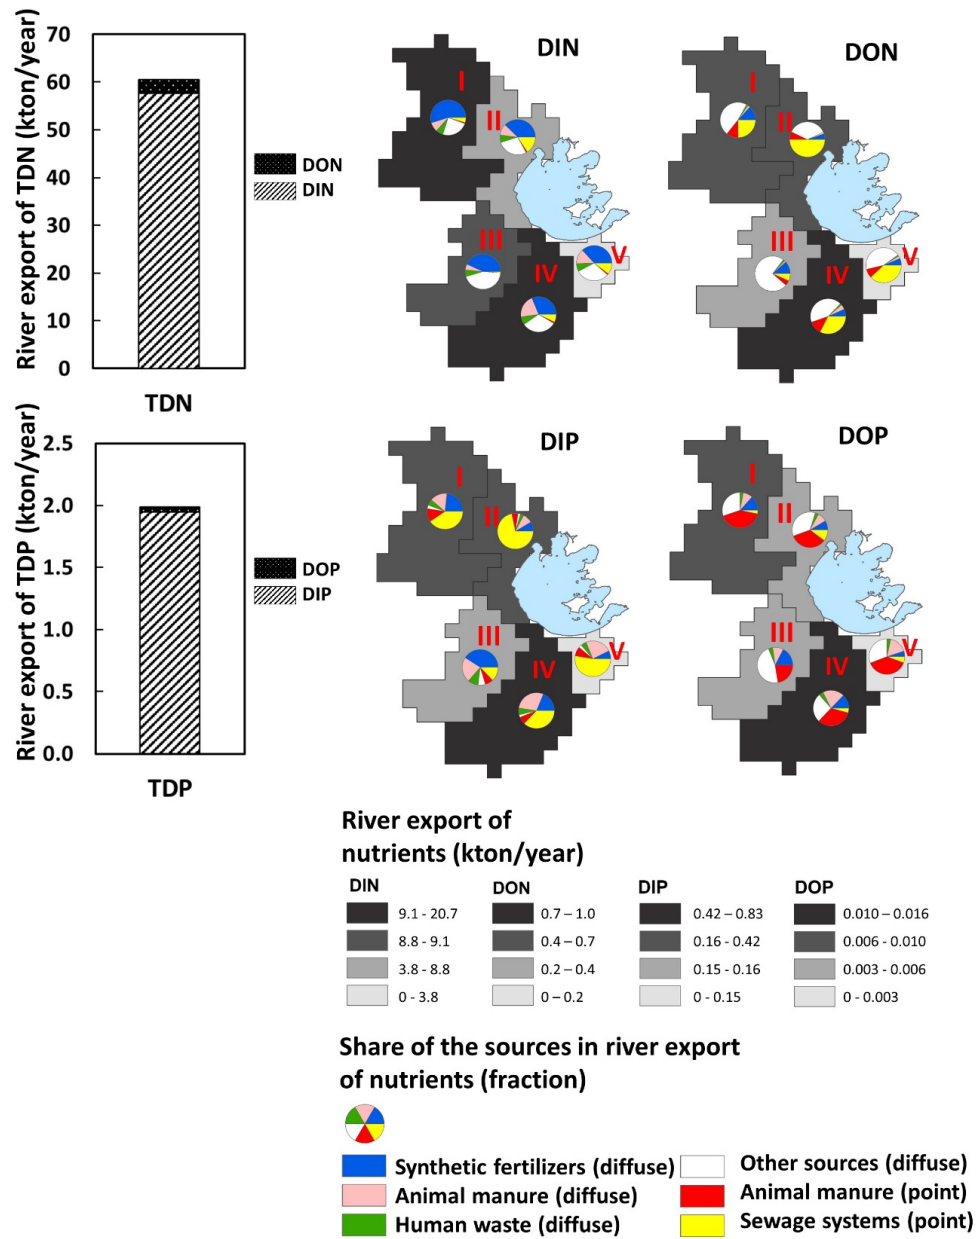 River export of TDN (kton/year)
70
60
50
40
30
20
10
0
TDN
DON
DIN
DIN
I
II
III
IV
V
DON
I
II
III
IV
V
River export of TDP (kton/year)
2.5
2.0
1.5
1.0
0.5
0.0
TDP
DOP
DIP
DIP
I
II
III
IV
V
DOP
I
II
III
IV
V
River export of
nutrients (kton/year)
DIN
9.1 - 20.7
8.8 - 9.1
3.8 - 8.8
0 - 3.8
DON
0.7 – 1.0
0.4 – 0.7
0.2 – 0.4
0 – 0.2
DIP
0.42 – 0.83
0.16 - 0.42
0.15 – 0.16
0 - 0.15
DOP
0.010 – 0.016
0.006 - 0.010
0.003 - 0.006
0 - 0.003
Share of the sources in river export
of nutrients (fraction)
Synthetic fertilizers (diffuse)
Animal manure (diffuse)
Human waste (diffuse)
Other sources (diffuse)
Animal manure (point)
Sewage systems (point)